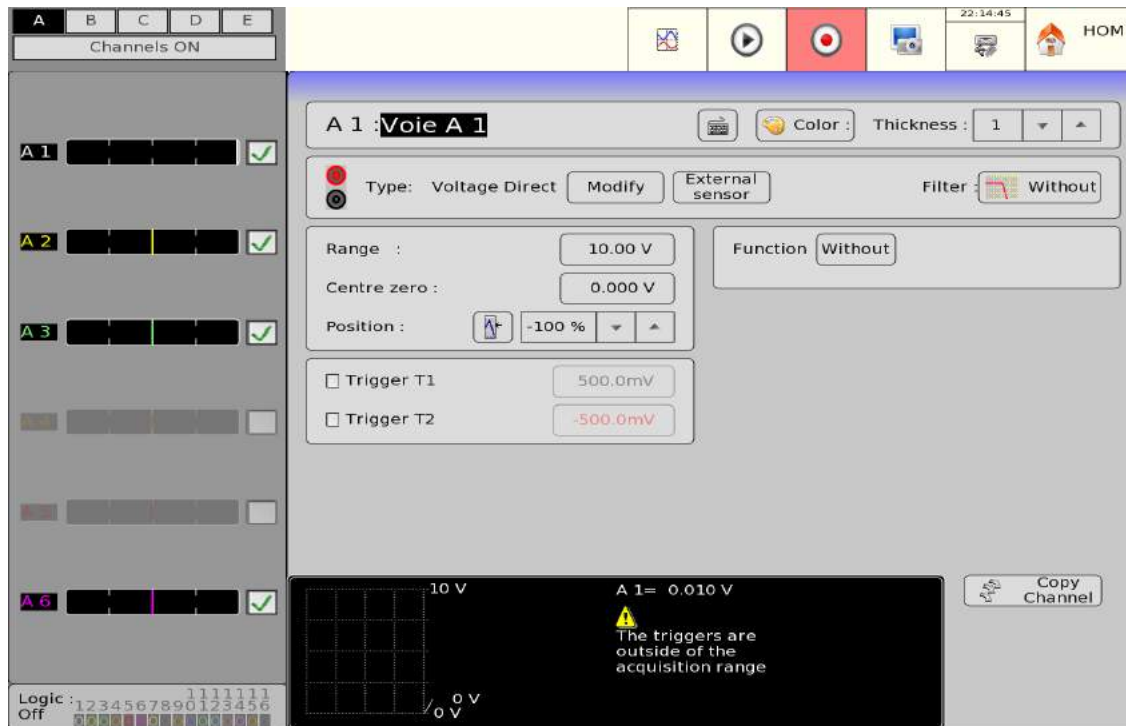 A B C D E
Channels ON
22:14:45
HOM
A 1 :Voie A 1
Color :
Thickness :
1
Type: Voltage Direct
Modify
External
sensor
Filter :
Without
Range :
10.00 V
Function
Without
Centre zero :
0.000 V
Position :
-100 %
Trigger T1
500.0mV
Trigger T2
-500.0mV
A 1
A 2
A 3
A 4
A 5
A 6
10 V
A 1= 0.010 V
The triggers are
outside of the
acquisition range
0 V
0 V
Copy
Channel
Logic :
Off
1111111
1234567890123456